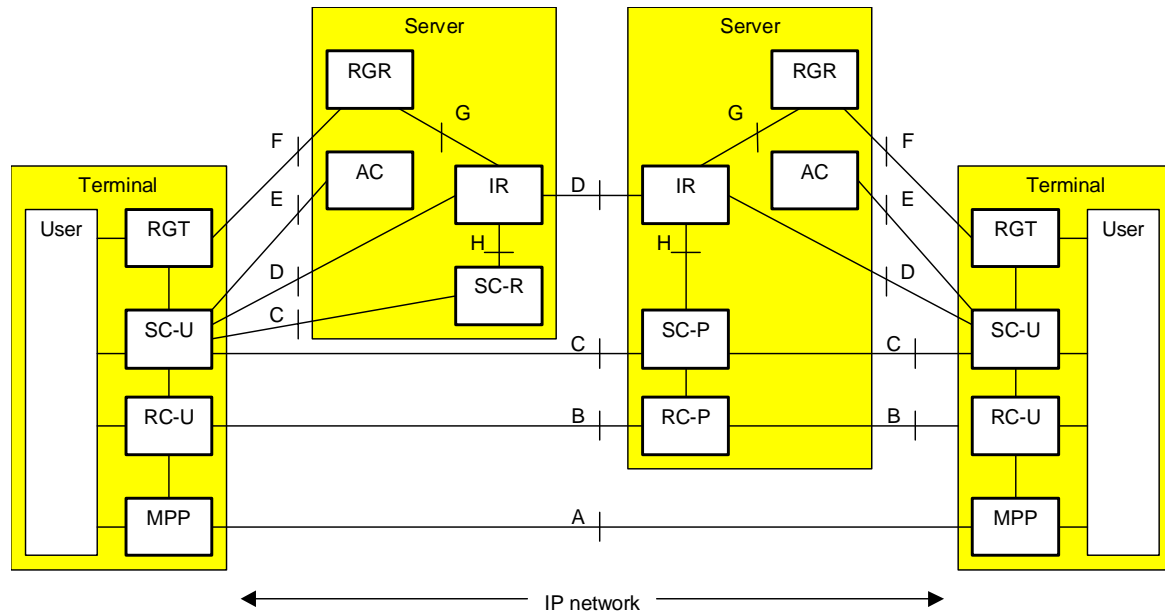 Server
Server
RGR
RGR
G
G
F
F
AC
IR
D
IR
AC
Terminal
Terminal
E
E
User
RGT
RGT
User
H
H
D
D
SC-R
C
SC-U
SC-P
SC-U
C
C
RC-U
RC-P
RC-U
B
B
MPP
A
MPP
IP network